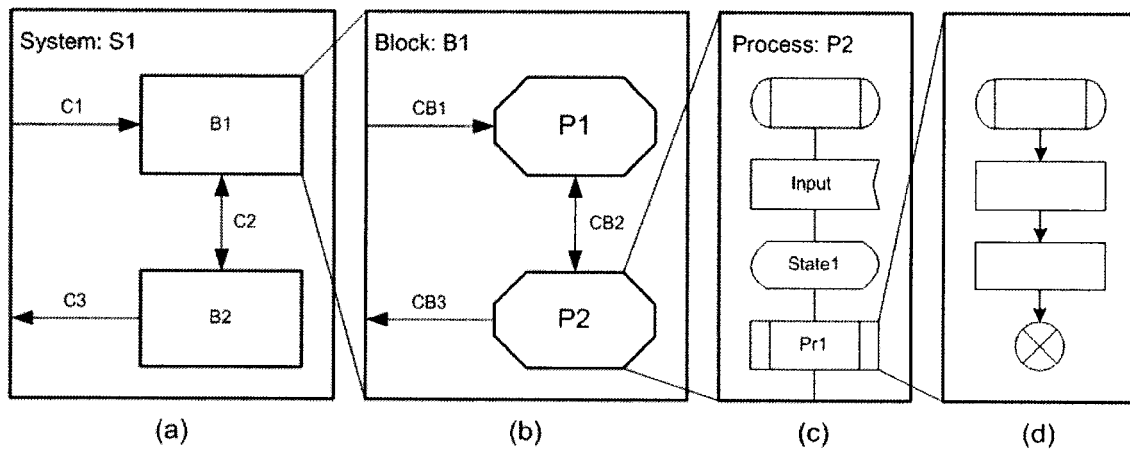 System: S1
C1
B1
C2
C3
B2
(a)
Block: B1
CB1
P1
CB2
CB3
P2
(b)
Process: P2
Input
State1
Pr1
(c)
(d)